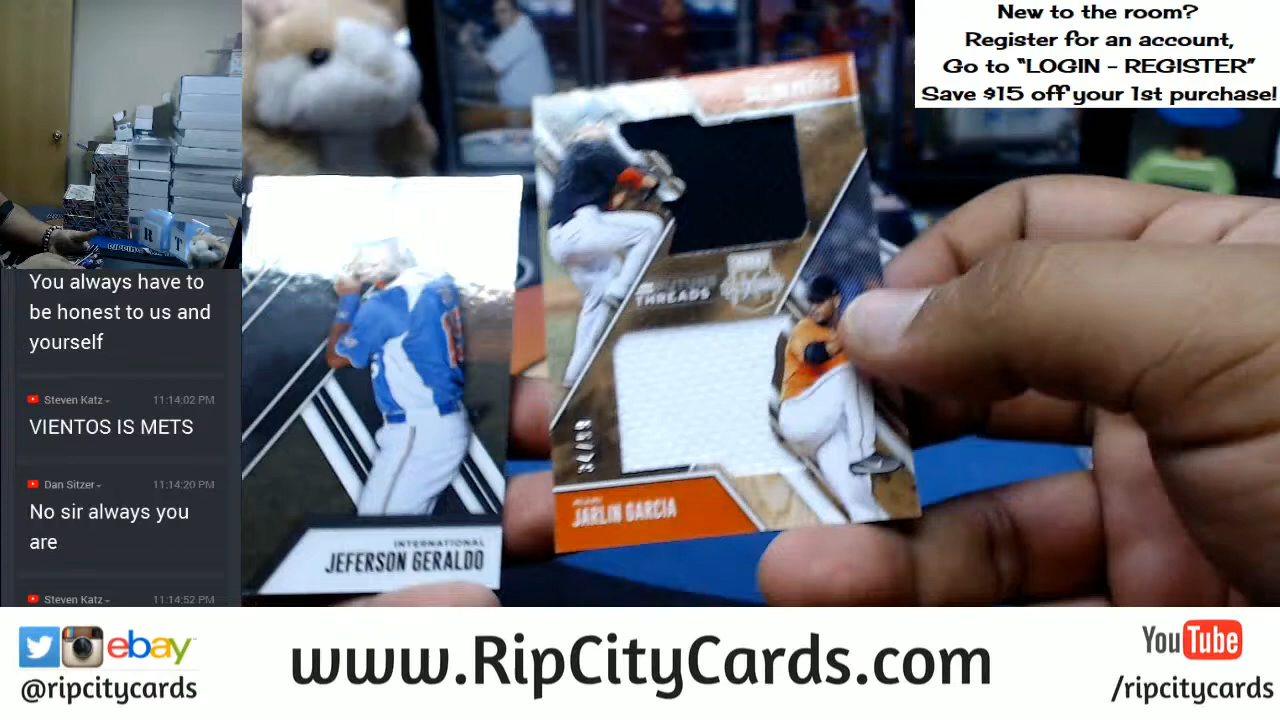 New to the room?
Register for an account,
Go to "LOGIN - REGISTER"
Save $15 off your 1st purchase!
You always have to
be honest to us and
yourself
Steven Katz
11:14:02 PM
VIENTOS IS METS
Dan Sitzer
11:14:20 PM
No sir always you
are
Steven Katz
11:14:52 PM
THREADS
JARLIN GARCIA
INTERNATIONAL
JEFERSON GERALDO
R T
ebay
@ripcitycards
www.RipCityCards.com
YouTube
/ripcitycards